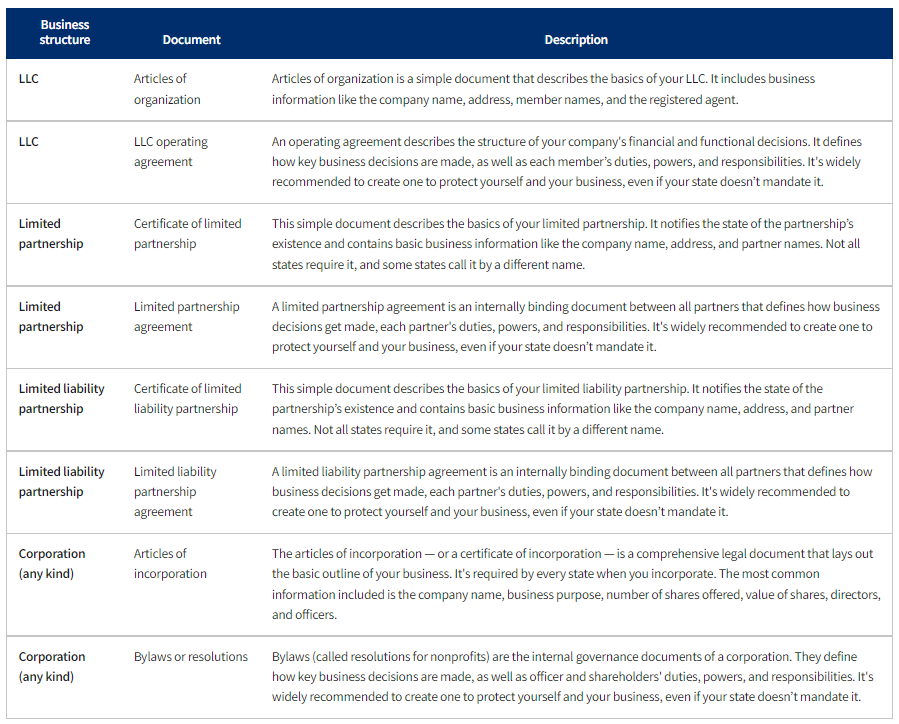 Business
structure
Document
Description
LLC
Articles of
organization
Articles of organization is a simple document that describes the basics of your LLC. It includes business
information like the company name, address, member names, and the registered agent.
LLC
LLC operating
agreement
An operating agreement describes the structure of your company's financial and functional decisions. It defines
how key business decisions are made, as well as each member's duties, powers, and responsibilities. It's widely
recommended to create one to protect yourself and your business, even if your state doesn't mandate it.
Limited
partnership
Certificate of limited
partnership
This simple document describes the basics of your limited partnership. It notifies the state of the partnership's
existence and contains basic business information like the company name, address, and partner names. Not all
states require it, and some states call it by a different name.
Limited
partnership
Limited partnership
agreement
A limited partnership agreement is an internally binding document between all partners that defines how business
decisions get made, each partner's duties, powers, and responsibilities. It's widely recommended to create one to
protect yourself and your business, even if your state doesn't mandate it.
Limited liability
partnership
Certificate of limited
liability partnership
This simple document describes the basics of your limited liability partnership. It notifies the state of the
partnership's existence and contains basic business information like the company name, address, and partner
names. Not all states require it, and some states call it by a different name.
Limited liability
partnership
Limited liability
partnership
agreement
A limited liability partnership agreement is an internally binding document between all partners that defines how
business decisions get made, each partner's duties, powers, and responsibilities. It's widely recommended to
create one to protect yourself and your business, even if your state doesn't mandate it.
Corporation
(any kind)
Articles of
incorporation
The articles of incorporation — or a certificate of incorporation — is a comprehensive legal document that lays out
the basic outline of your business. It's required by every state when you incorporate. The most common
information included is the company name, business purpose, number of shares offered, value of shares, directors,
and officers.
Corporation
(any kind)
Bylaws or resolutions
Bylaws (called resolutions for nonprofits) are the internal governance documents of a corporation. They define
how key business decisions are made, as well as officer and shareholders' duties, powers, and responsibilities. It's
widely recommended to create one to protect yourself and your business, even if your state doesn't mandate it.